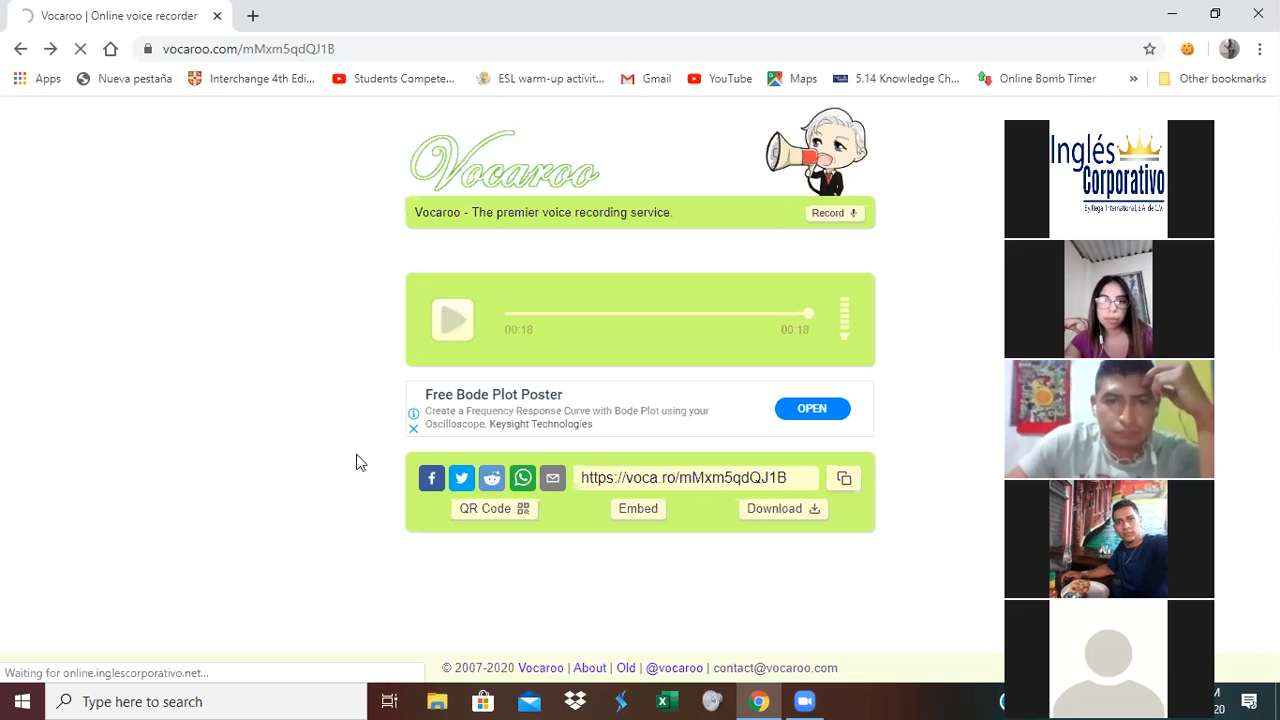 Vocaroo | Online voice recorder
vocaroo.com/mMxm5qdQJ1B
Apps Nueva pestaña Interchange 4th Edi... Students Compete... ESL warm-up activit... Gmail YouTube Maps 5.14 Knowledge Ch... Online Bomb Timer » Other bookmarks
Vocaroo
Vocaroo - The premier voice recording service.
Record
00:18 00:18
Free Bode Plot Poster
Create a Frequency Response Curve with Bode Plot using your
Oscilloscope. Keysight Technologies
OPEN
https://voca.ro/mMxm5qdQJ1B
QR Code Embed Download
Waiting for online.inglescorporativo.net...
© 2007-2020 Vocaroo | About | Old | @vocaroo | contact@vocaroo.com
Type here to search
M
20
Inglés
Corporativo